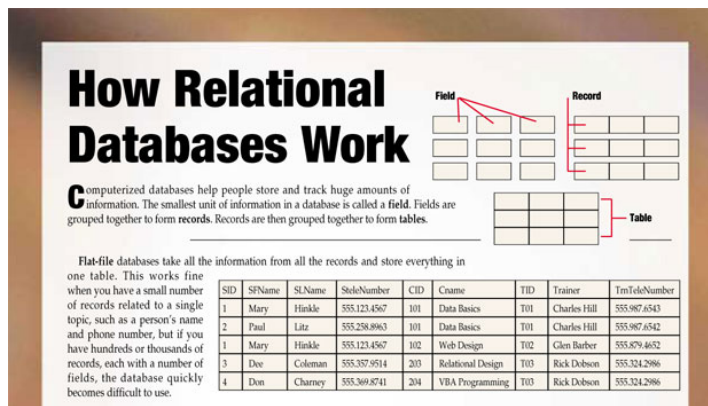 How Relational
Databases Work
Field
Record
Computerized databases help people store and track huge amounts of
information. The smallest unit of information in a database is called a field. Fields are
grouped together to form records. Records are then grouped together to form tables.
Table
Flat-file databases take all the information from all the records and store everything in
one table. This works fine
when you have a small number
of records related to a single
topic, such as a person's name
and phone number, but if you
have hundreds or thousands of
records, each with a number of
fields, the database quickly
becomes difficult to use.
SID SFName SLName SteleNumber CID Cname TID Trainer TrnTeleNumber
1 Mary Hinkle 555.123.4567 101 Data Basics T01 Charles Hill 555.987.6543
2 Paul Litz 555.258.8963 101 Data Basics T01 Charles Hill 555.987.6542
1 Mary Hinkle 555.123.4567 102 Web Design T02 Glen Barber 555.879.4652
3 Dee Coleman 555.357.9514 203 Relational Design T03 Rick Dobson 555.324.2986
4 Don Charney 555.369.8741 204 VBA Programming T03 Rick Dobson 555.324.2986